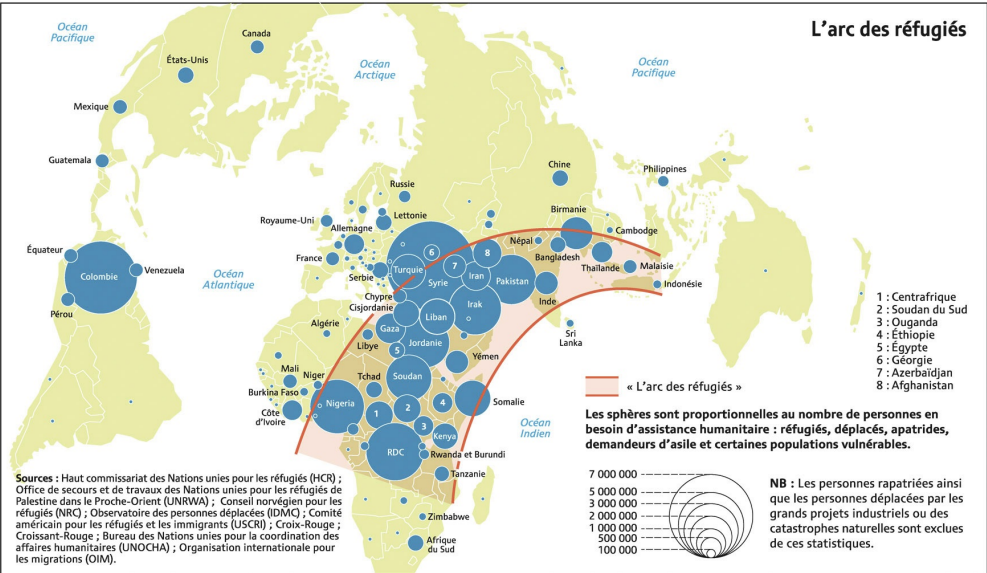 L'arc des réfugiés
Océan
Pacifique
Canada
États-Unis
Océan
Arctique
Océan
Pacifique
Mexique
Guatemala
Chine
Philippines
Russie
Lettonie
Royaume-Uni
Allemagne
France
Serbie
Birmanie
Cambodge
Népal
Bangladesh
Thaïlande
Malaisie
Indonésie
Inde
Sri
Lanka
Équateur
Colombie
Venezuela
Pérou
Océan
Atlantique
6
7
8
Turquie
Syrie
Iran
Pakistan
Chypre
Cisjordanie
Irak
Liban
Gaza
Jordanie
5
Algérie
Libye
Yémen
Mali
Niger
Tchad
Soudan
Burkina Faso
Côte
d'Ivoire
Nigeria
1
2
3
4
Somalie
Océan
Indien
Kenya
RDC
Rwanda et Burundi
Tanzanie
Zimbabwe
Afrique
du Sud
1 : Centrafrique
2 : Soudan du Sud
3 : Ouganda
4 : Éthiopie
5 : Égypte
6 : Géorgie
7 : Azerbaïdjan
8 : Afghanistan
« L'arc des réfugiés »
Les sphères sont proportionnelles au nombre de personnes en
besoin d'assistance humanitaire : réfugiés, déplacés, apatrides,
demandeurs d'asile et certaines populations vulnérables.
7 000 000
5 000 000
3 000 000
2 000 000
1 000 000
500 000
100 000
NB : Les personnes rapatriées ainsi
que les personnes déplacées par les
grands projets industriels ou des
catastrophes naturelles sont exclues
de ces statistiques.
Sources : Haut commissariat des Nations unies pour les réfugiés (HCR) ;
Office de secours et de travaux des Nations unies pour les réfugiés de
Palestine dans le Proche-Orient (UNRWA) ; Conseil norvégien pour les
réfugiés (NRC) ; Observatoire des personnes déplacées (IDMC) ; Comité
américain pour les réfugiés et les immigrants (USCRI) ; Croix-Rouge ;
Croissant-Rouge ; Bureau des Nations unies pour la coordination des
affaires humanitaires (UNOCHA) ; Organisation internationale pour
les migrations (OIM).